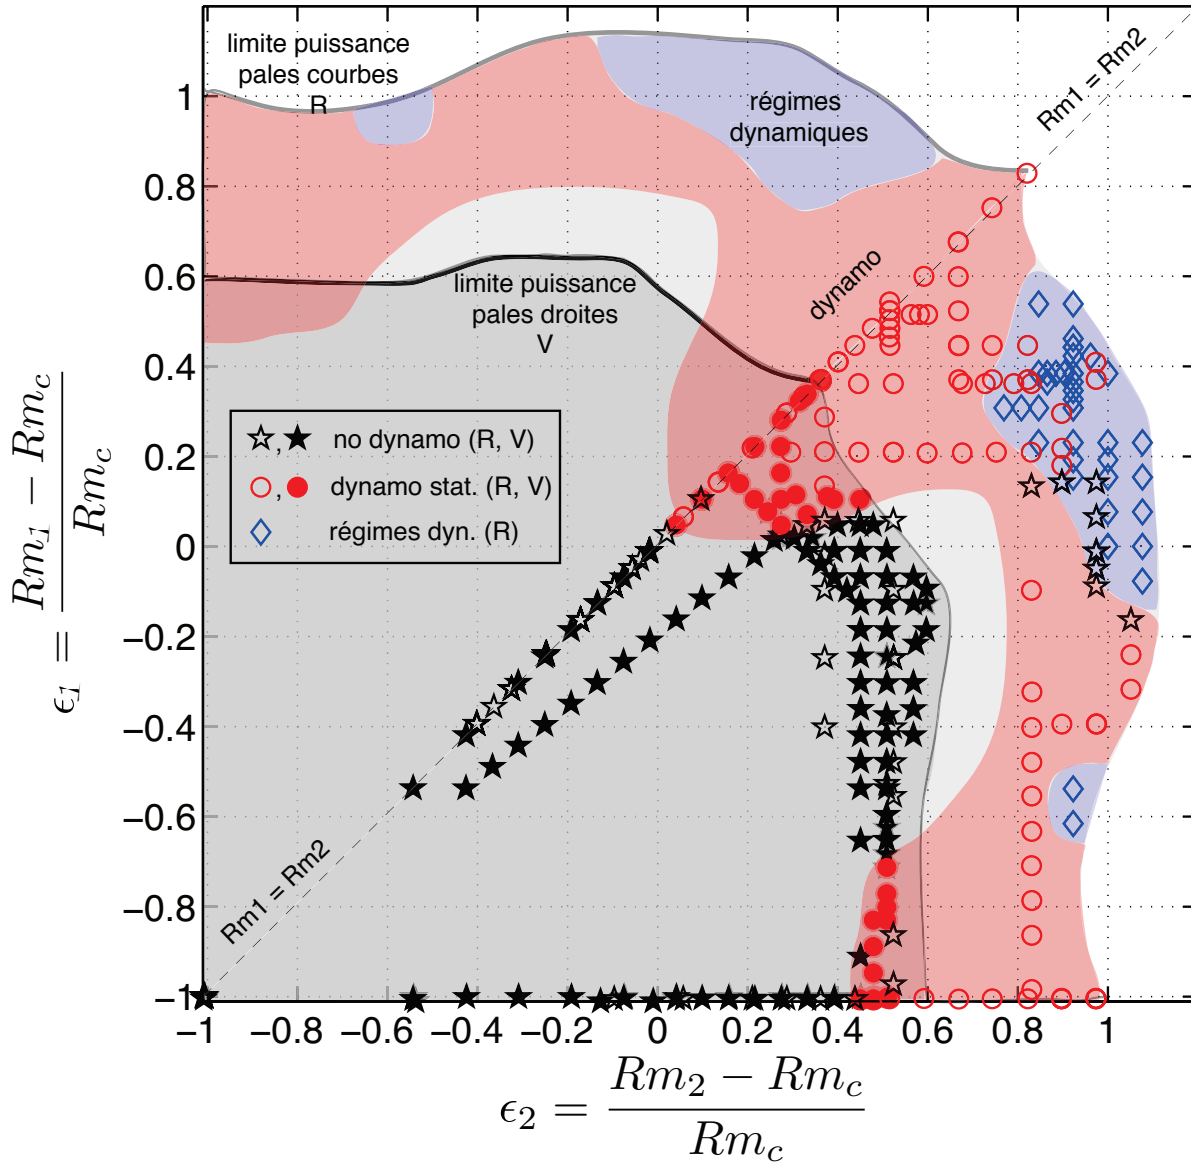 limite puissance
pales courbes
R
régimes
dynamiques
Rm1 = Rm2
dynamo
limite puissance
pales droites
V
no dynamo (R, V)
dynamo stat. (R, V)
régimes dyn. (R)
Rm1 = Rm2
1
0.8
0.6
0.4
0.2
0
−0.2
−0.4
−0.6
−0.8
−1
−1 −0.8 −0.6 −0.4 −0.2 0 0.2 0.4 0.6 0.8 1
ϵ1 = Rm1 − Rmc
Rmc
ϵ2 = Rm2 − Rmc
Rmc